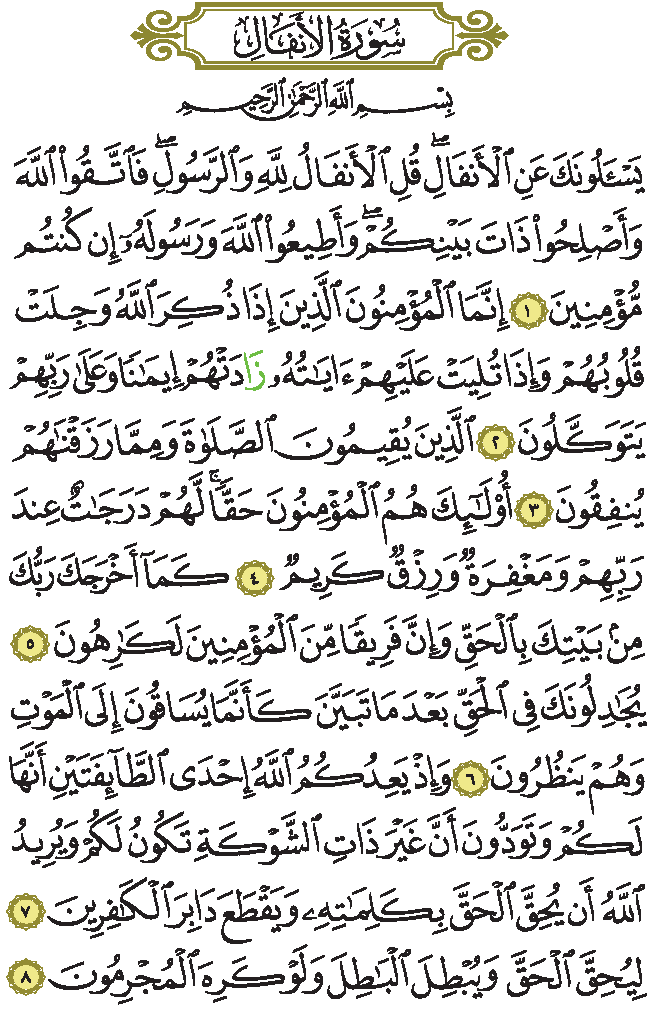 سُورَةُ الأَنفَالِ
بِسْمِ اللَّهِ الرَّحْمَٰنِ الرَّحِيمِ
يَسْـَٔلُونَكَ عَنِ ٱلْأَنفَالِۖ قُلِ ٱلْأَنفَالُ لِلَّهِ وَٱلرَّسُولِۖ فَٱتَّقُوا۟ ٱللَّهَ
وَأَصْلِحُوا۟ ذَاتَ بَيْنِكُمْۖ وَأَطِيعُوا۟ ٱللَّهَ وَرَسُولَهُۥٓ إِن كُنتُم
مُّؤْمِنِينَ ١ إِنَّمَا ٱلْمُؤْمِنُونَ ٱلَّذِينَ إِذَا ذُكِرَ ٱللَّهُ وَجِلَتْ
قُلُوبُهُمْ وَإِذَا تُلِيَتْ عَلَيْهِمْ ءَايَٰتُهُۥ زَادَتْهُمْ إِيمَٰنًا وَعَلَىٰ رَبِّهِمْ
يَتَوَكَّلُونَ ٢ ٱلَّذِينَ يُقِيمُونَ ٱلصَّلَوٰةَ وَمِمَّا رَزَقْنَٰهُمْ
يُنفِقُونَ ٣ أُو۟لَٰٓئِكَ هُمُ ٱلْمُؤْمِنُونَ حَقًّاۚ لَّهُمْ دَرَجَٰتٌ عِندَ
رَبِّهِمْ وَمَغْفِرَةٌ وَرِزْقٌ كَرِيمٌ ٤ كَمَآ أَخْرَجَكَ رَبُّكَ
مِنۢ بَيْتِكَ بِٱلْحَقِّ وَإِنَّ فَرِيقًا مِّنَ ٱلْمُؤْمِنِينَ لَكَٰرِهُونَ ٥
يُجَٰدِلُونَكَ فِى ٱلْحَقِّ بَعْدَ مَا تَبَيَّنَ كَأَنَّمَا يُسَاقُونَ إِلَى ٱلْمَوْتِ
وَهُمْ يَنظُرُونَ ٦ وَإِذْ يَعِدُكُمُ ٱللَّهُ إِحْدَى ٱلطَّآئِفَتَيْنِ أَنَّهَا
لَكُمْ وَتَوَدُّونَ أَنَّ غَيْرَ ذَاتِ ٱلشَّوْكَةِ تَكُونُ لَكُمْ وَيُرِيدُ
ٱللَّهُ أَن يُحِقَّ ٱلْحَقَّ بِكَلِمَٰتِهِۦ وَيَقْطَعَ دَابِرَ ٱلْكَٰفِرِينَ ٧
لِيُحِقَّ ٱلْحَقَّ وَيُبْطِلَ ٱلْبَٰطِلَ وَلَوْ كَرِهَ ٱلْمُجْرِمُونَ ٨